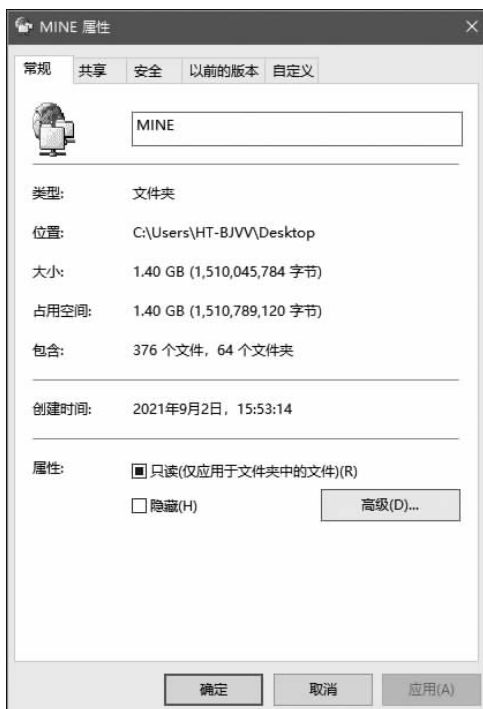 MINE 属性
常规 共享 安全 以前的版本 自定义
MINE
类型: 文件夹
位置: C:\Users\HT-BJVV\Desktop
大小: 1.40 GB (1,510,045,784 字节)
占用空间: 1.40 GB (1,510,789,120 字节)
包含: 376 个文件，64 个文件夹
创建时间: 2021年9月2日，15:53:14
属性: 只读(仅应用于文件夹中的文件)(R)
隐藏(H) 高级(D)...
确定 取消 应用(A)